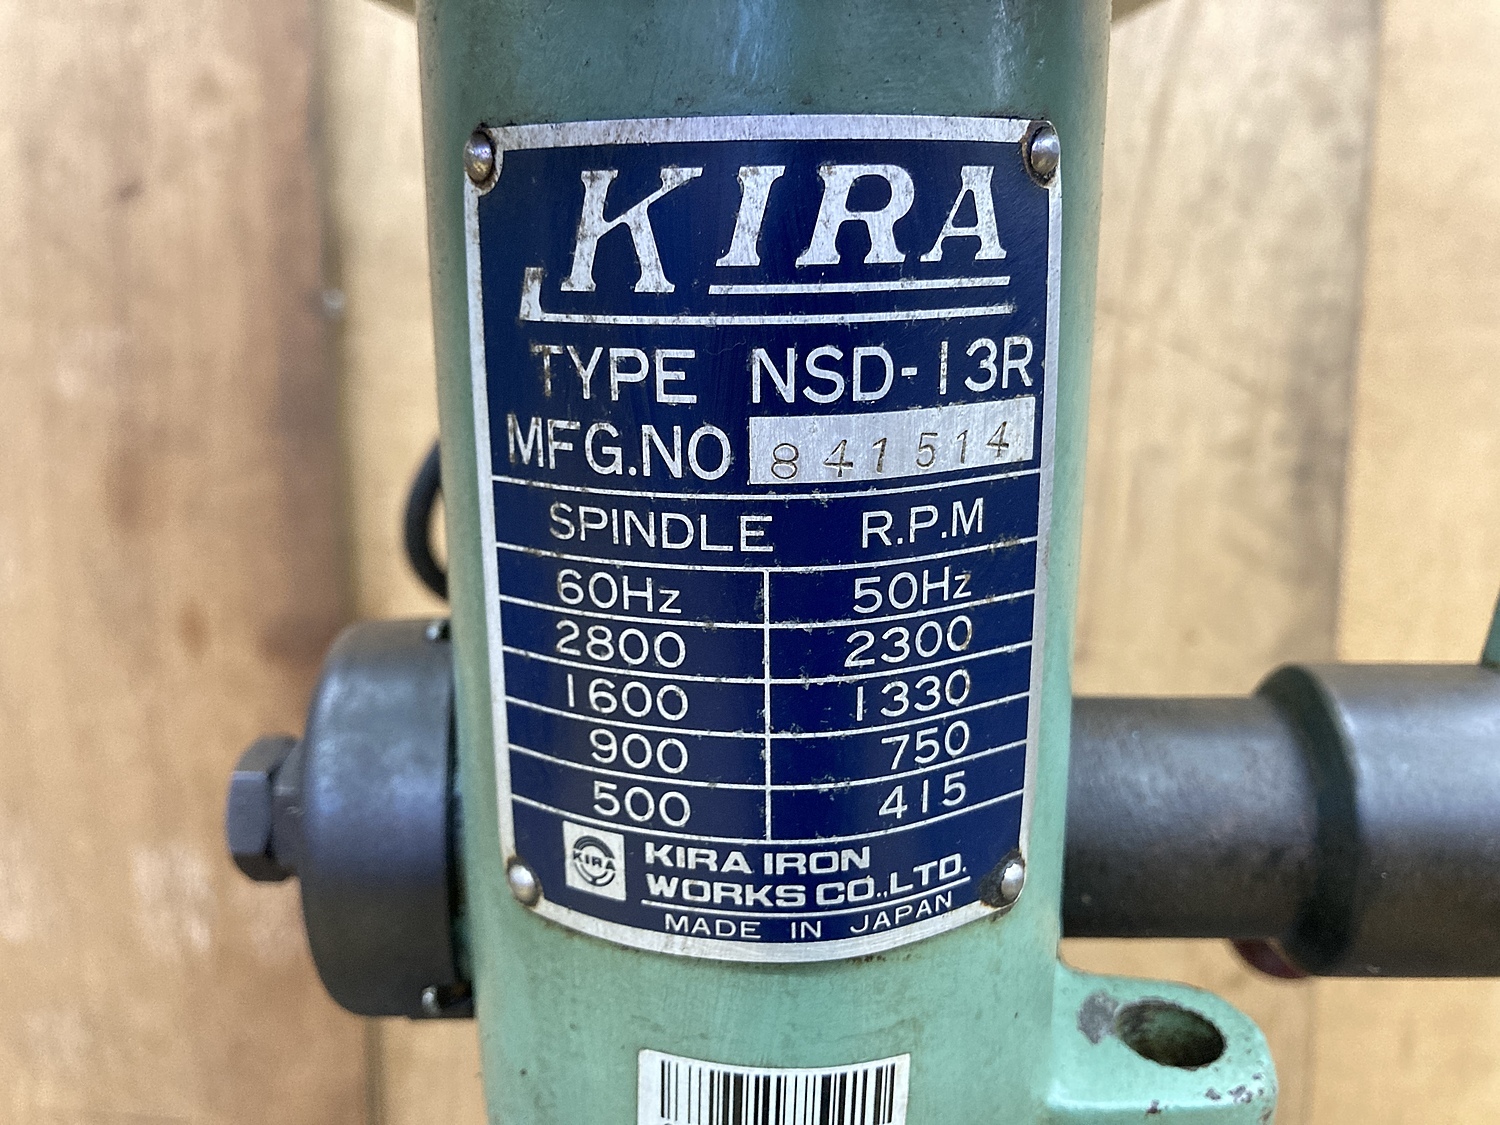 KIRA
TYPE NSD-13R
MFG.NO 841514
SPINDLE R.P.M
60Hz 50Hz
2800 2300
1600 1330
900 750
500 415
KIRA
KIRA IRON
WORKS CO.,LTD.
MADE IN JAPAN